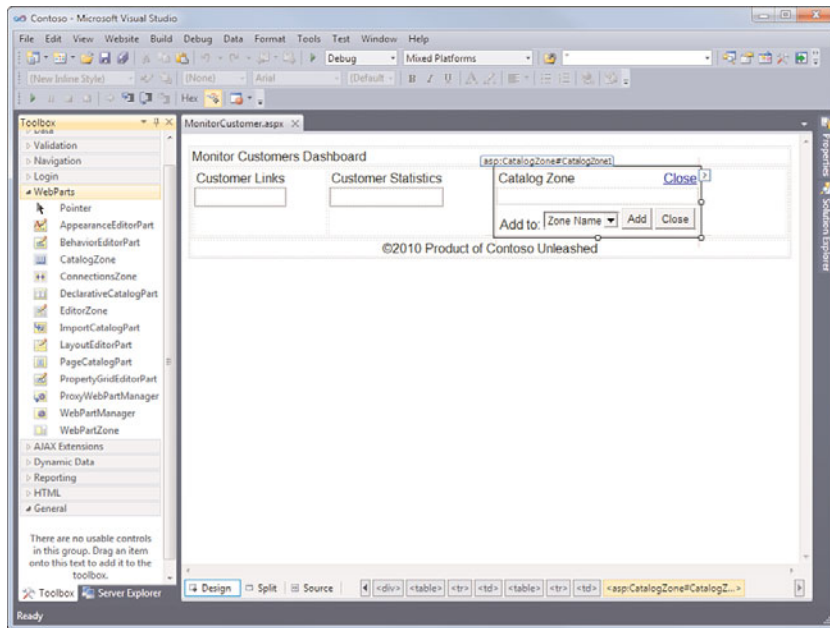 Contoso - Microsoft Visual Studio
File Edit View Website Build Debug Data Format Tools Test Window Help
Debug Mixed Platforms
(New Inline Style) (None) Arial (Default B I U A
Hex
Toolbox
MonitorCustomer.aspx
Data
Validation
Navigation
Login
WebParts
Pointer
AppearanceEditorPart
BehaviorEditorPart
CatalogZone
ConnectionsZone
DeclarativeCatalogPart
EditorZone
ImportCatalogPart
LayoutEditorPart
PageCatalogPart
PropertyGridEditorPart
ProxyWebPartManager
WebPartManager
WebPartZone
AJAX Extensions
Dynamic Data
Reporting
HTML
General
There are no usable controls
in this group. Drag an item
onto this text to add it to the
toolbox.
Toolbox Server Explorer
Monitor Customers Dashboard
asp:CatalogZone#CatalogZone1
Customer Links Customer Statistics Catalog Zone Close
Add to: Zone Name Add Close
©2010 Product of Contoso Unleashed
Properties
Solution Explorer
Design Split Source <div> <table> <tr> <td> <table> <tr> <td> <asp:CatalogZone#CatalogZ...>
Ready